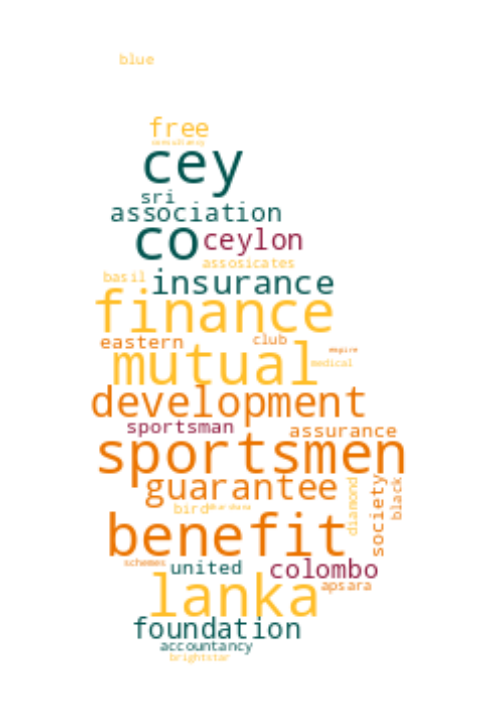 blue
free
consultancy
cey
sri
association
co ceylon
assosicates
basil insurance
finance
eastern club
empire
mutual medical
development
sportsman assurance
sportsmen
guarantee
diamond
society
black
bird
benefit
schemes united colombo
lanka apsara
foundation
accountancy
brightstar